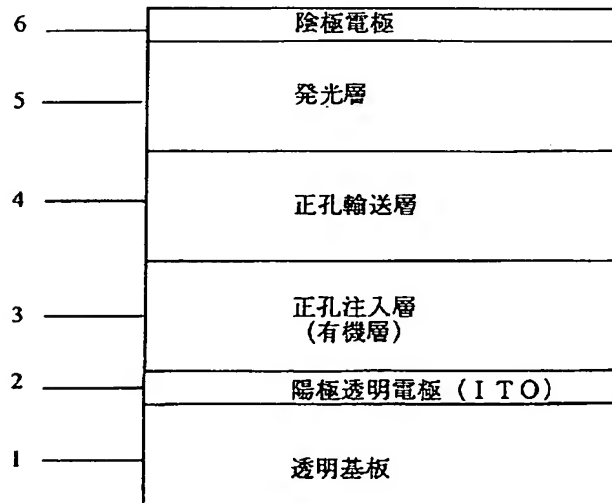 6 陰極電極
5 発光層
4 正孔輸送層
3 正孔注入層
(有機層)
2 陽極透明電極(ITO)
1 透明基板